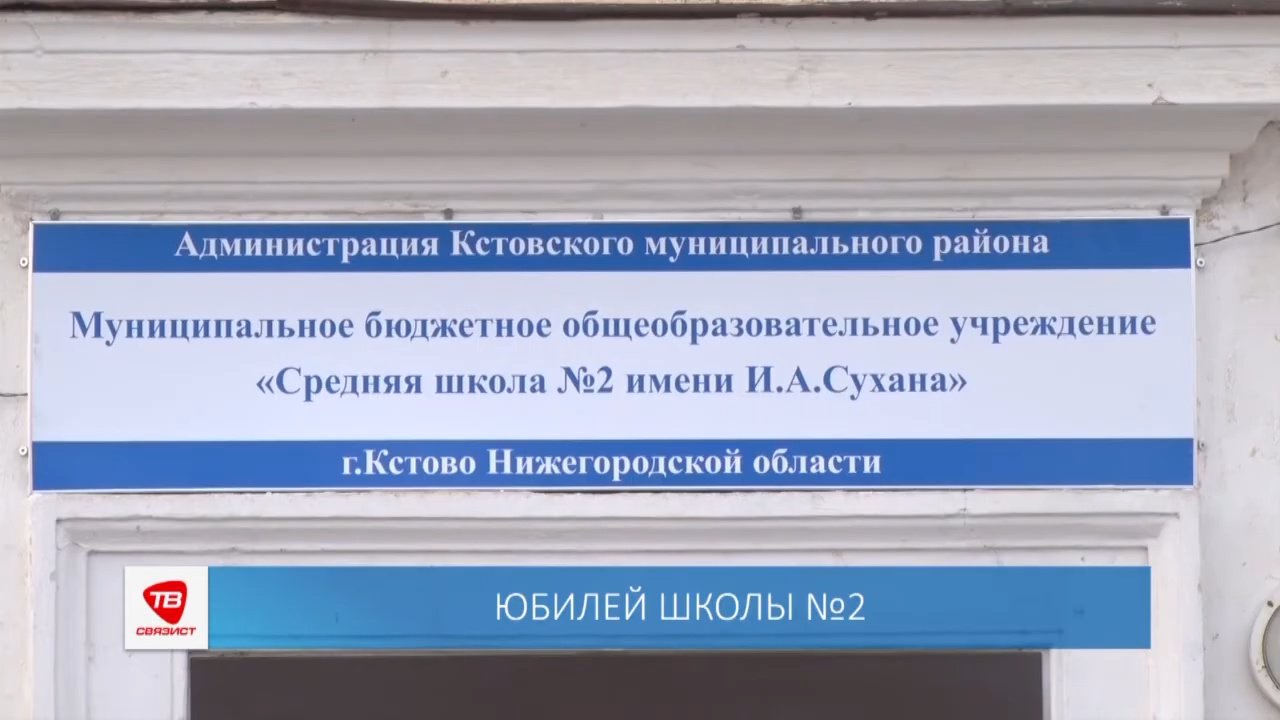 Администрация Кстовского муниципального района
Муниципальное бюджетное общеобразовательное учреждение
«Средняя школа №2 имени И.А.Сухана»
г.Кстово Нижегородской области
ТВ
СВЯЗИСТ
ЮБИЛЕЙ ШКОЛЫ №2